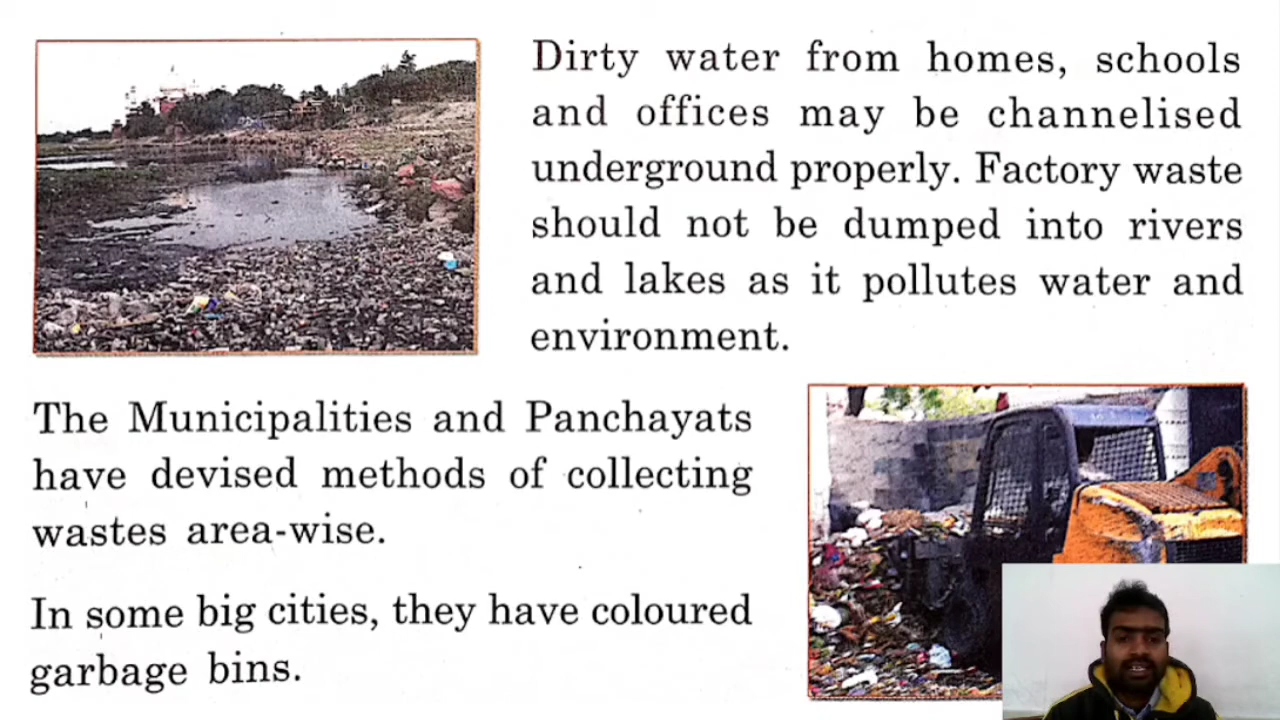 Dirty water from homes, schools
and offices may be channelised
underground properly. Factory waste
should not be dumped into rivers
and lakes as it pollutes water and
environment.
The Municipalities and Panchayats
have devised methods of collecting
wastes area-wise.
In some big cities, they have coloured
garbage bins.